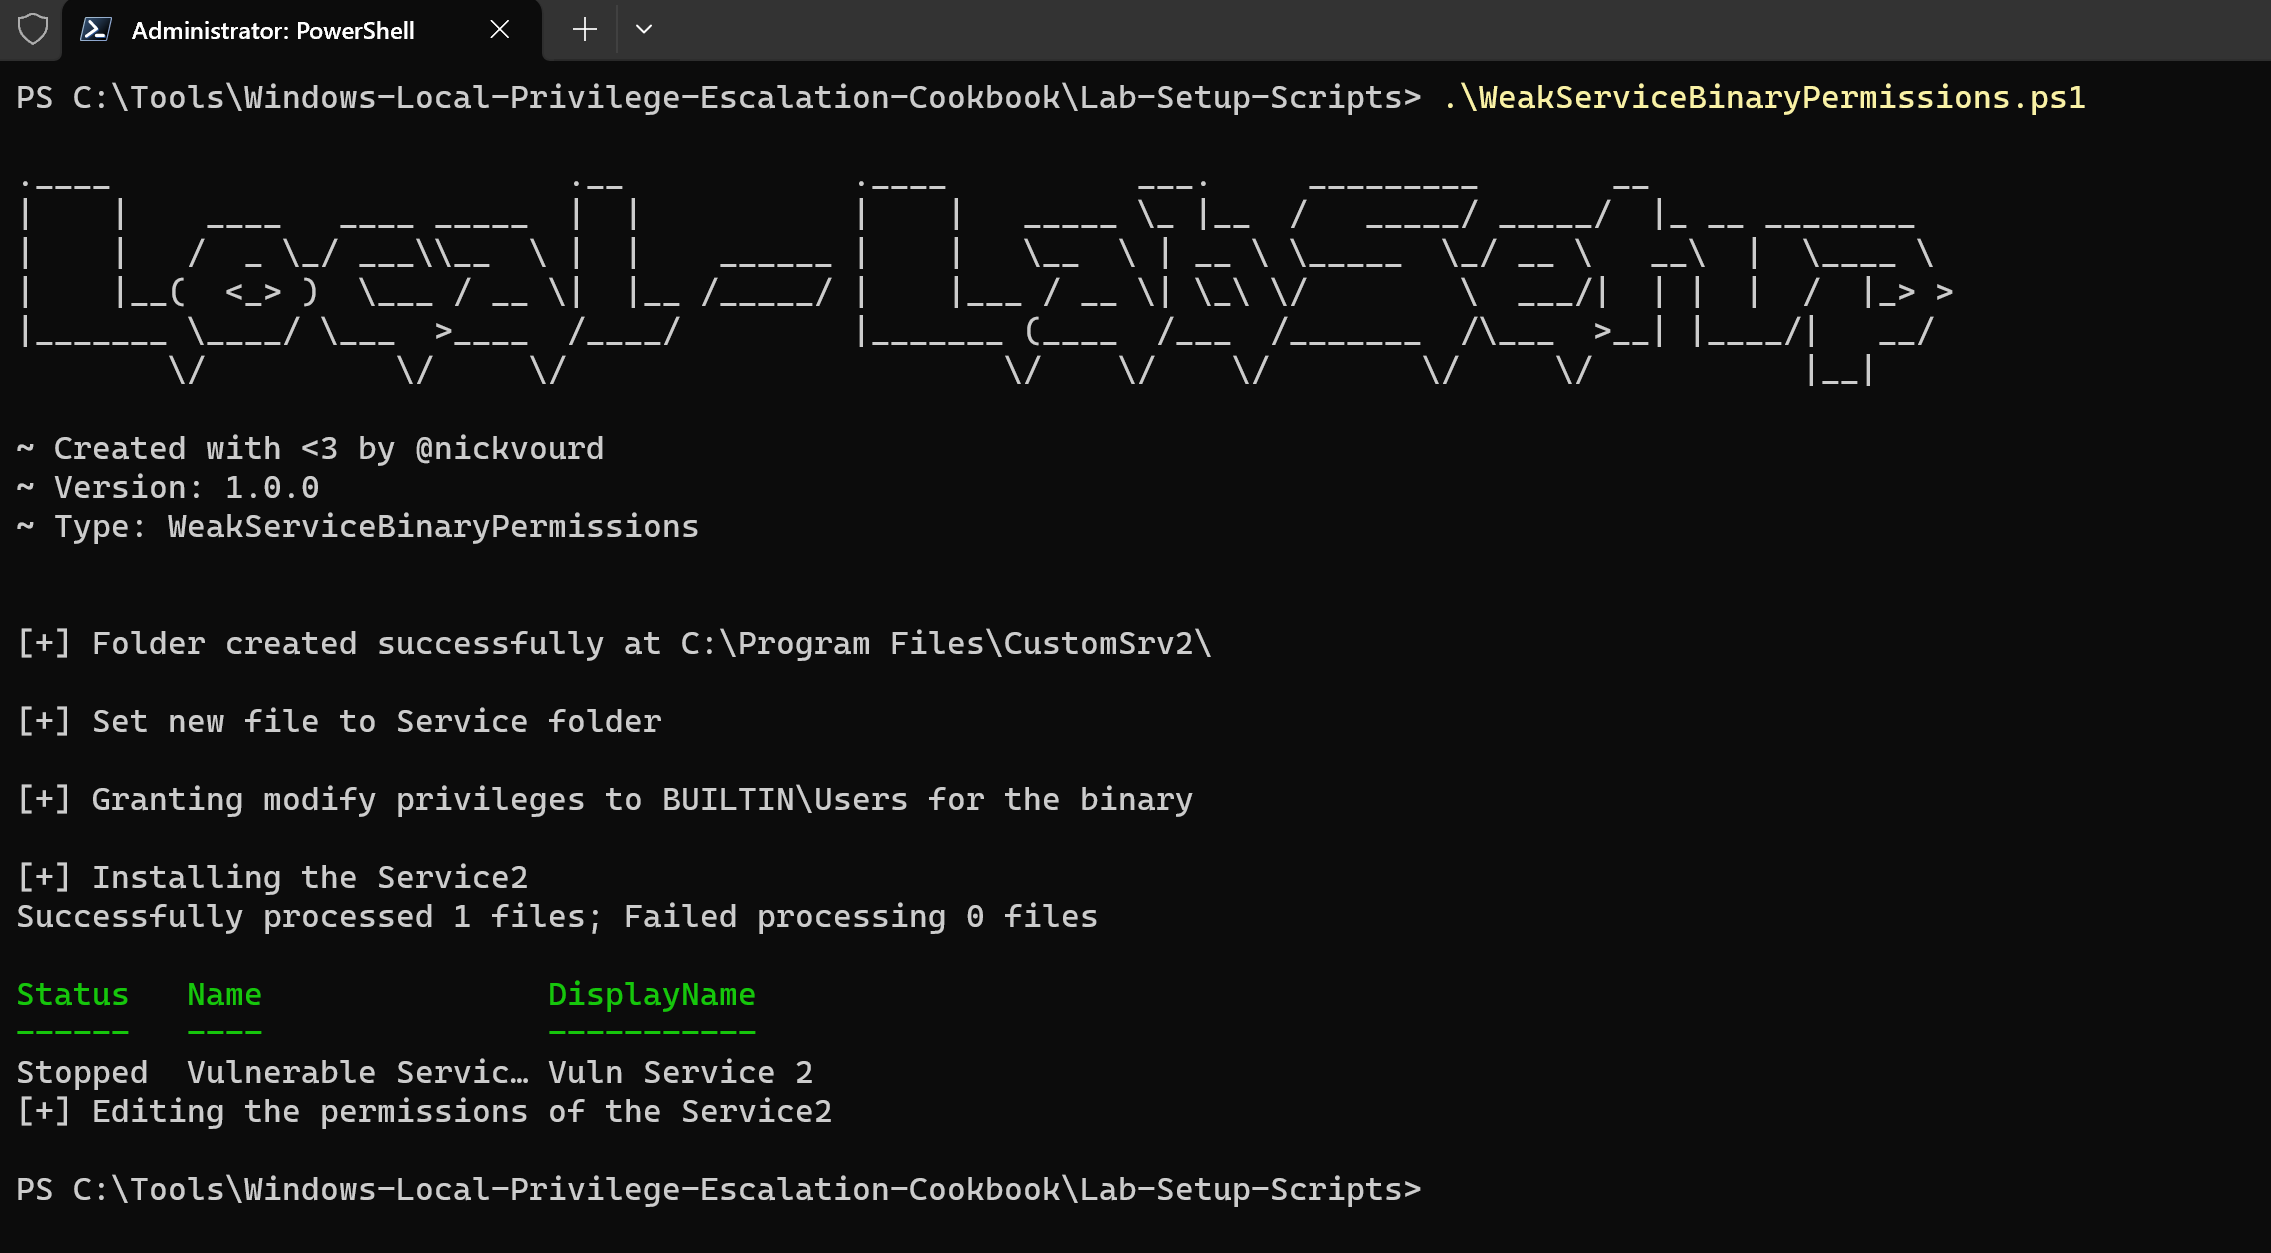 Administrator: PowerShell
PS C:\Tools\Windows-Local-Privilege-Escalation-Cookbook\Lab-Setup-Scripts> .\WeakServiceBinaryPermissions.ps1
Local-LabSetup
~ Created with <3 by @nickvourd
~ Version: 1.0.0
~ Type: WeakServiceBinaryPermissions
[+] Folder created successfully at C:\Program Files\CustomSrv2\
[+] Set new file to Service folder
[+] Granting modify privileges to BUILTIN\Users for the binary
[+] Installing the Service2
Successfully processed 1 files; Failed processing 0 files
Status   Name               DisplayName
------   ----               -----------
Stopped  Vulnerable Servic… Vuln Service 2
[+] Editing the permissions of the Service2
PS C:\Tools\Windows-Local-Privilege-Escalation-Cookbook\Lab-Setup-Scripts>